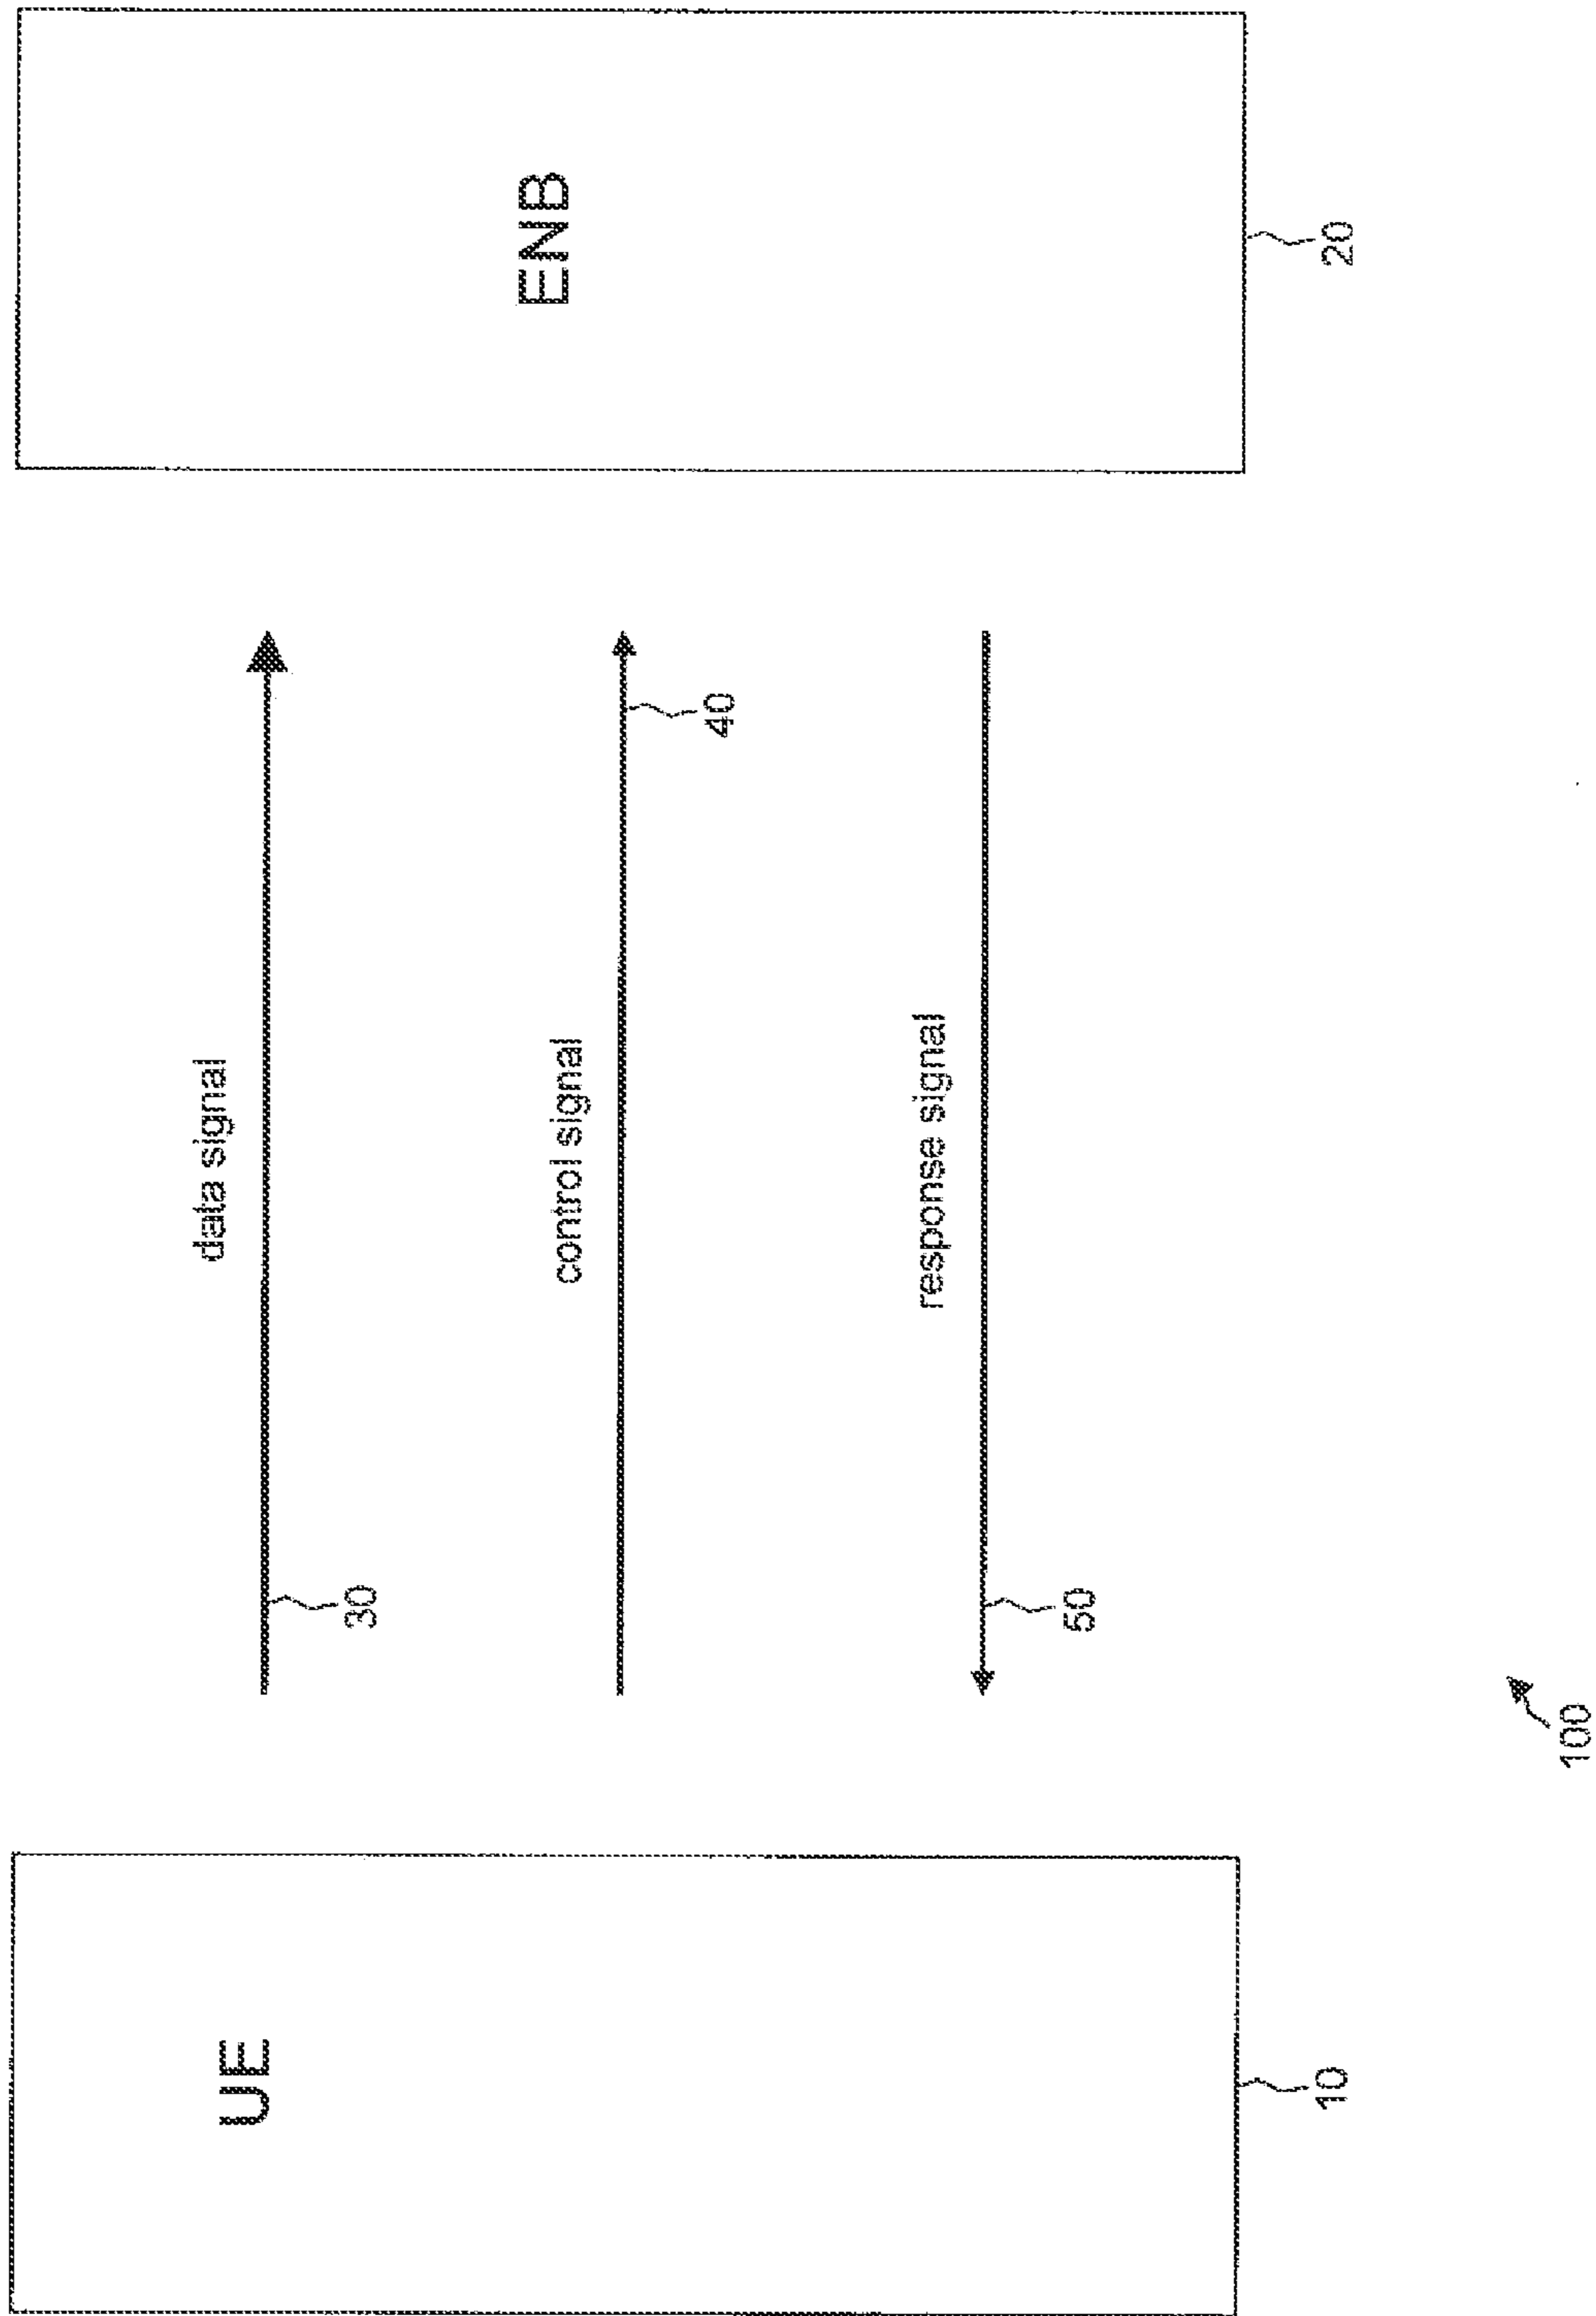 UE
ENB
data signal
30
control signal
40
response signal
50
10
20
100